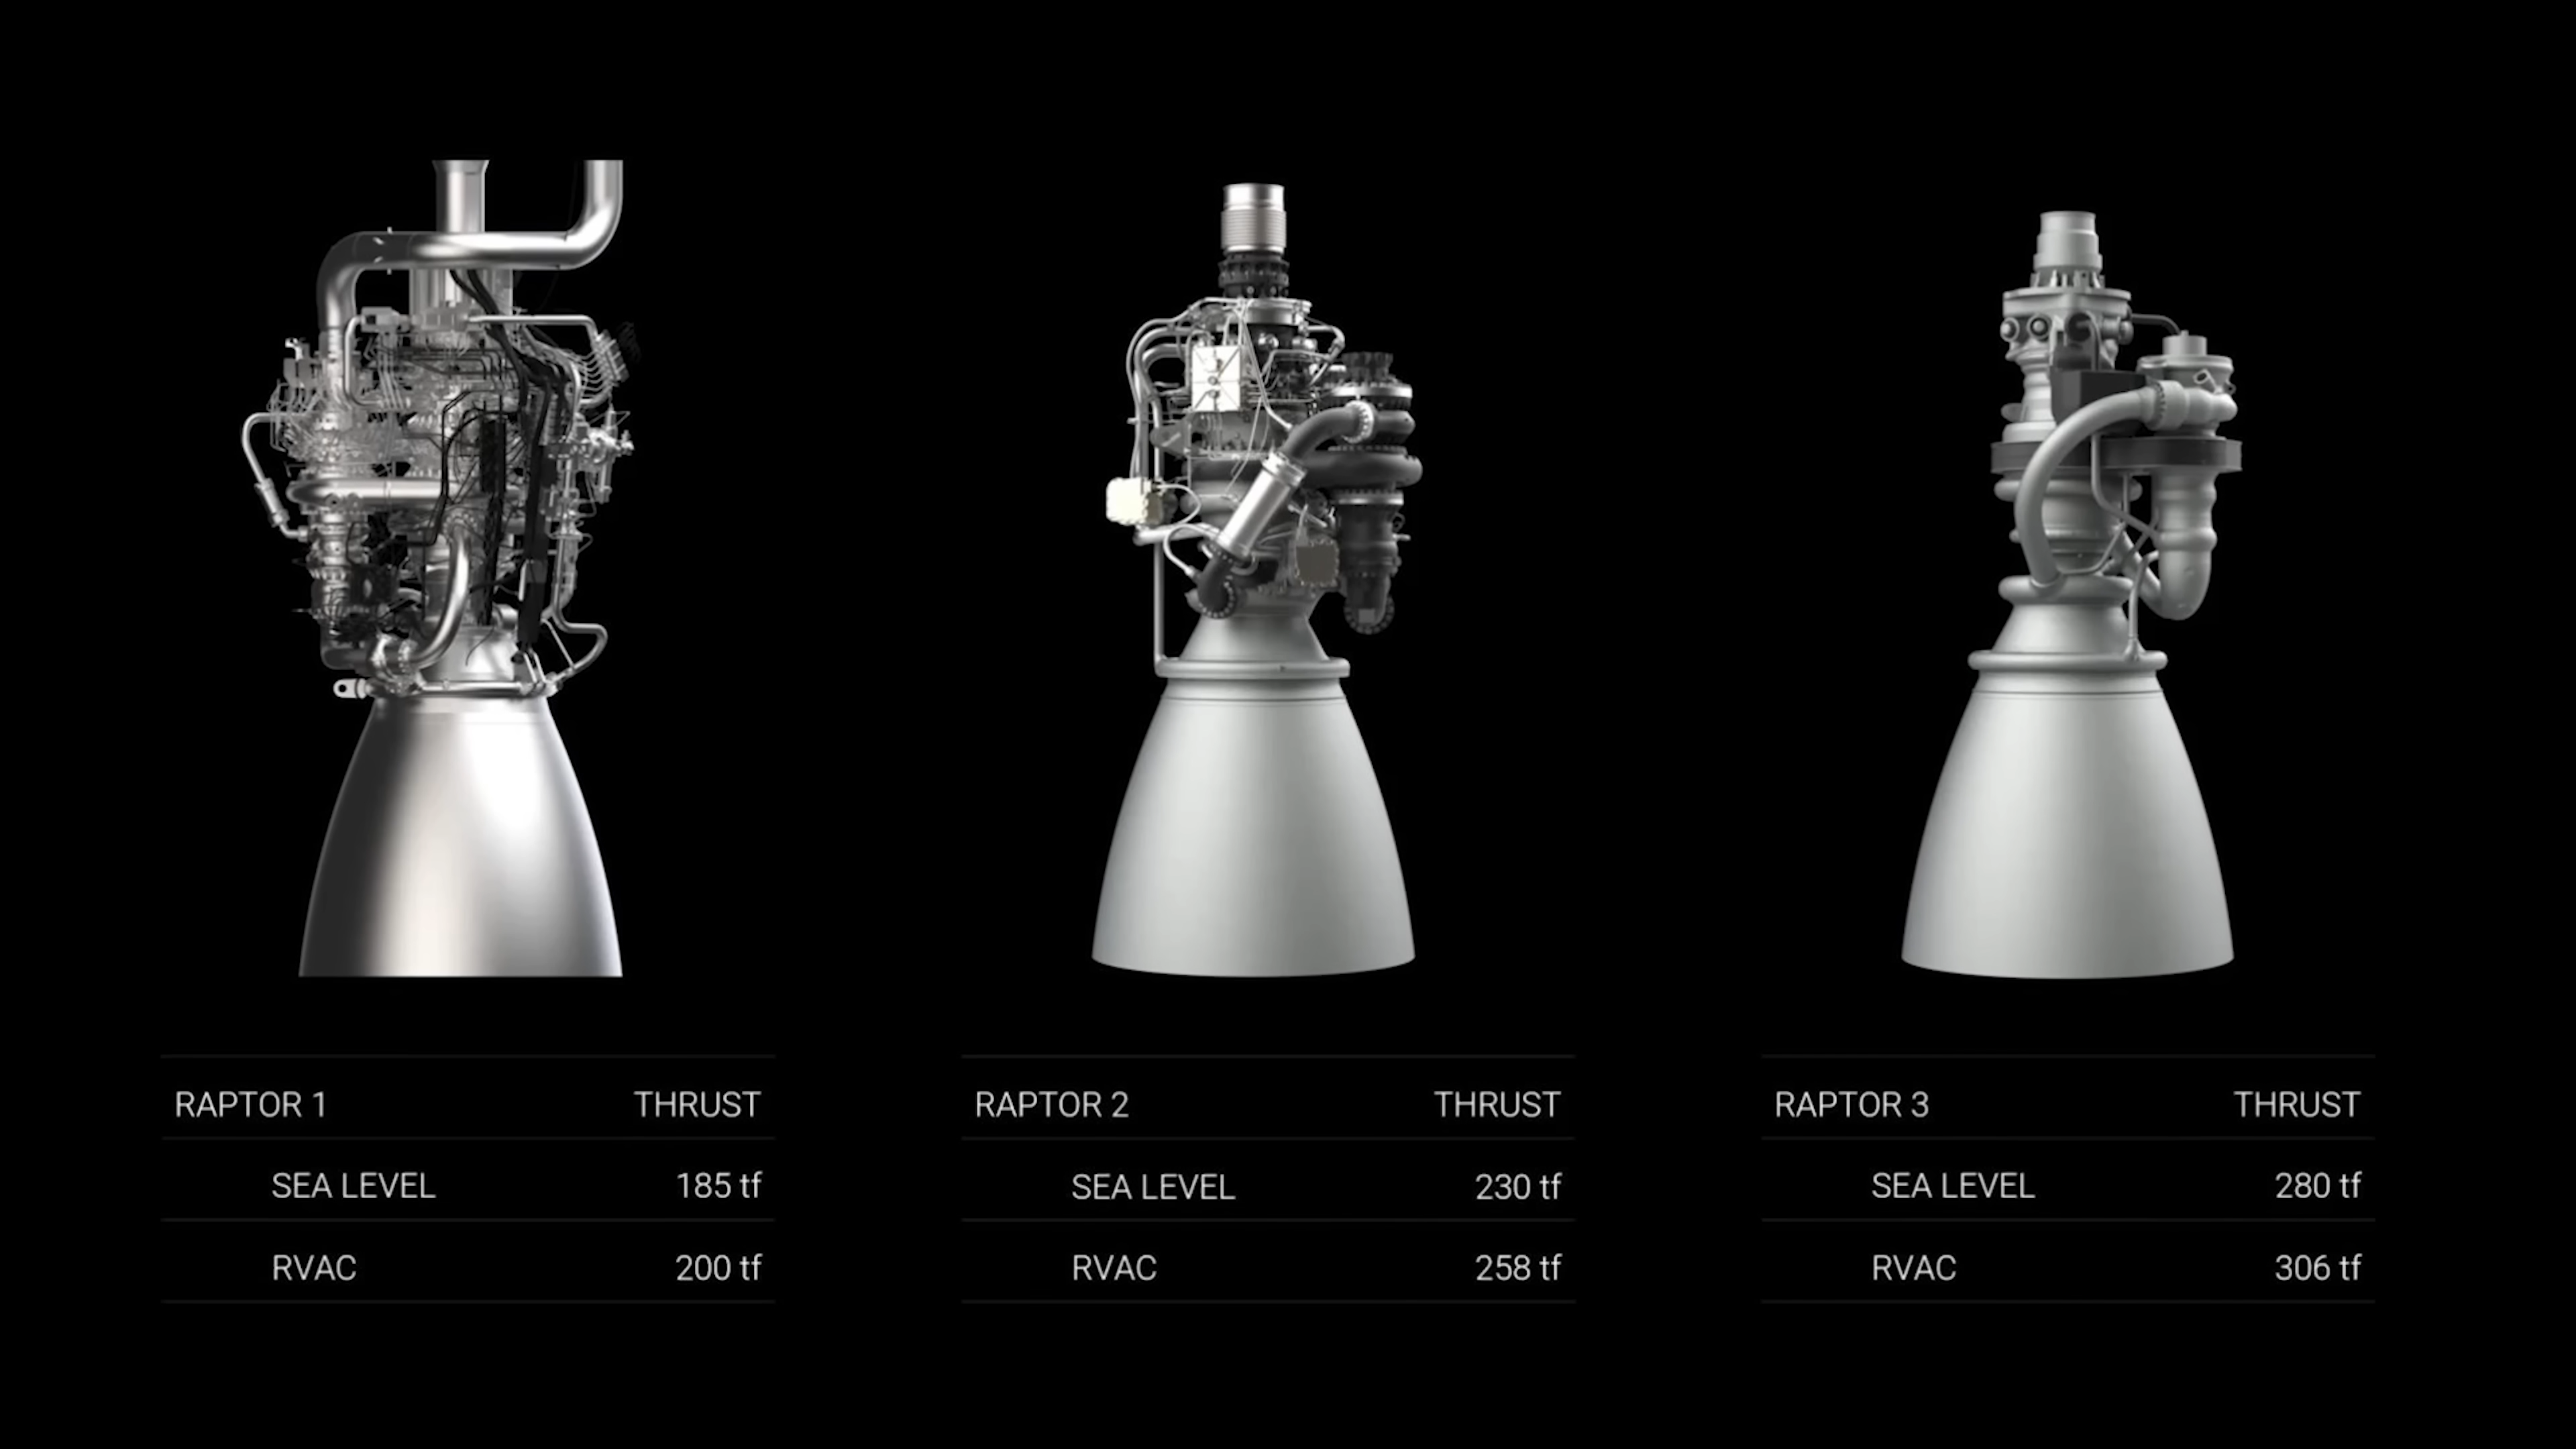 RAPTOR 1 THRUST
SEA LEVEL 185 tf
RVAC 200 tf
RAPTOR 2 THRUST
SEA LEVEL 230 tf
RVAC 258 tf
RAPTOR 3 THRUST
SEA LEVEL 280 tf
RVAC 306 tf